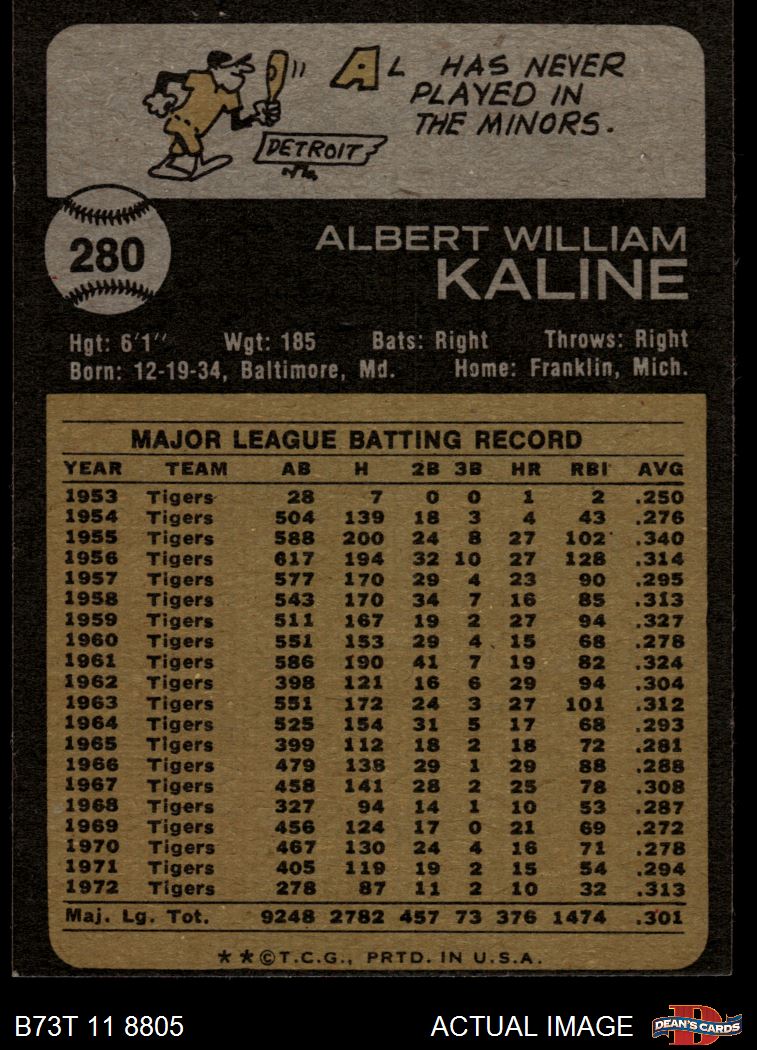 AL HAS NEVER
PLAYED IN
THE MINORS.
DETROIT
280
ALBERT WILLIAM
KALINE
Hgt: 6'1" Wgt: 185 Bats: Right Throws: Right
Born: 12-19-34, Baltimore, Md. Home: Franklin, Mich.
MAJOR LEAGUE BATTING RECORD
YEAR TEAM AB H 2B 3B HR RBI AVG
1953 Tigers 28 7 0 0 1 2 .250
1954 Tigers 504 139 18 3 4 43 .276
1955 Tigers 588 200 24 8 27 102 .340
1956 Tigers 617 194 32 10 27 128 .314
1957 Tigers 577 170 29 4 23 90 .295
1958 Tigers 543 170 34 7 16 85 .313
1959 Tigers 511 167 19 2 27 94 .327
1960 Tigers 551 153 29 4 15 68 .278
1961 Tigers 586 190 41 7 19 82 .324
1962 Tigers 398 121 16 6 29 94 .304
1963 Tigers 551 172 24 3 27 101 .312
1964 Tigers 525 154 31 5 17 68 .293
1965 Tigers 399 112 18 2 18 72 .281
1966 Tigers 479 138 29 1 29 88 .288
1967 Tigers 458 141 28 2 25 78 .308
1968 Tigers 327 94 14 1 10 53 .287
1969 Tigers 456 124 17 0 21 69 .272
1970 Tigers 467 130 24 4 16 71 .278
1971 Tigers 405 119 19 2 15 54 .294
1972 Tigers 278 87 11 2 10 32 .313
Maj. Lg. Tot. 9248 2782 457 73 376 1474 .301
★★©T.C.G., PRTD. IN U.S.A.
B73T 11 8805 ACTUAL IMAGE DEAN'S CARDS